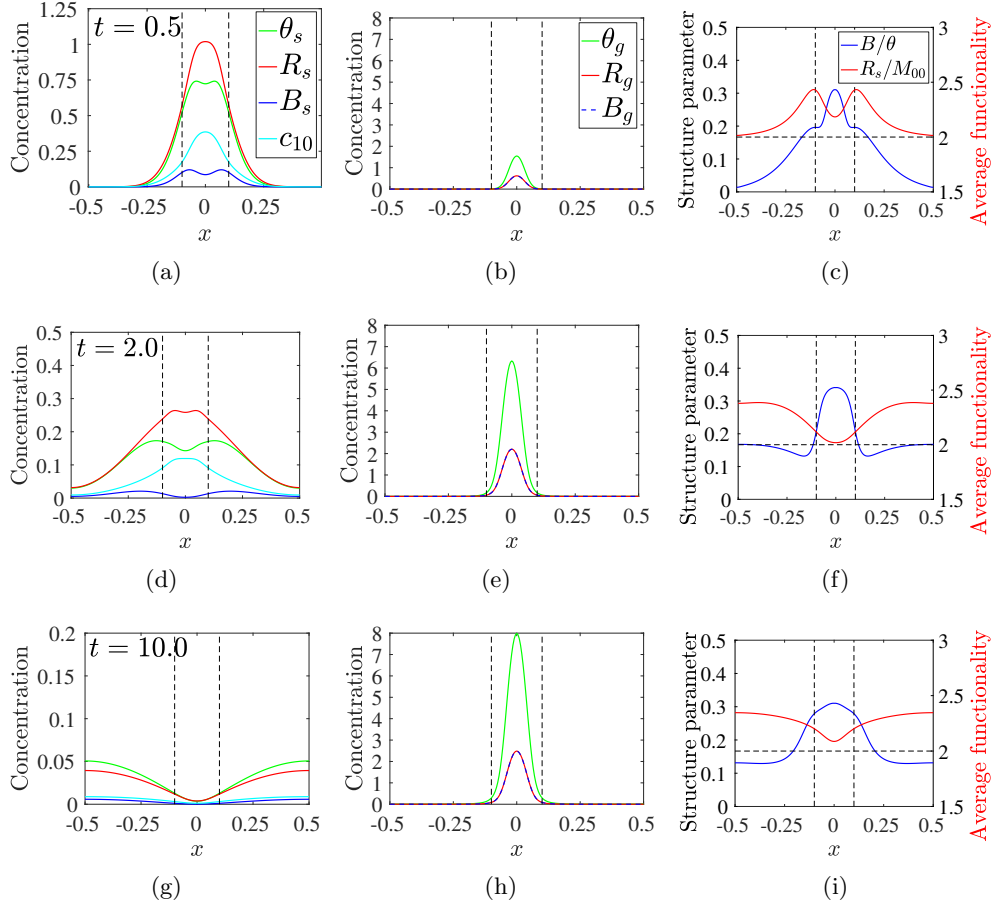 t = 0.5
θ_s
R_s
B_s
c_10
Concentration
1.25
1
0.75
0.5
0.25
0
-0.5 -0.25 0 0.25
x
(a)
θ_g
R_g
B_g
Concentration
8
7
6
5
4
3
2
1
0
-0.5 -0.25 0 0.25 0.5
x
(b)
B/θ
R_s/M_00
Structure parameter
0.5
0.4
0.3
0.2
0.1
0
3
2.5
2
1.5
Average functionality
-0.5 -0.25 0 0.25 0.5
x
(c)
t = 2.0
Concentration
0.5
0.4
0.3
0.2
0.1
0
-0.5 -0.25 0 0.25 0.5
x
(d)
Concentration
8
7
6
5
4
3
2
1
0
-0.5 -0.25 0 0.25 0.5
x
(e)
Structure parameter
0.5
0.4
0.3
0.2
0.1
0
3
2.5
2
1.5
Average functionality
-0.5 -0.25 0 0.25 0.5
x
(f)
t = 10.0
Concentration
0.2
0.15
0.1
0.05
0
-0.5 -0.25 0 0.25 0.5
x
(g)
Concentration
8
7
6
5
4
3
2
1
0
-0.5 -0.25 0 0.25 0.5
x
(h)
Structure parameter
0.5
0.4
0.3
0.2
0.1
0
3
2.5
2
1.5
Average functionality
-0.5 -0.25 0 0.25 0.5
x
(i)